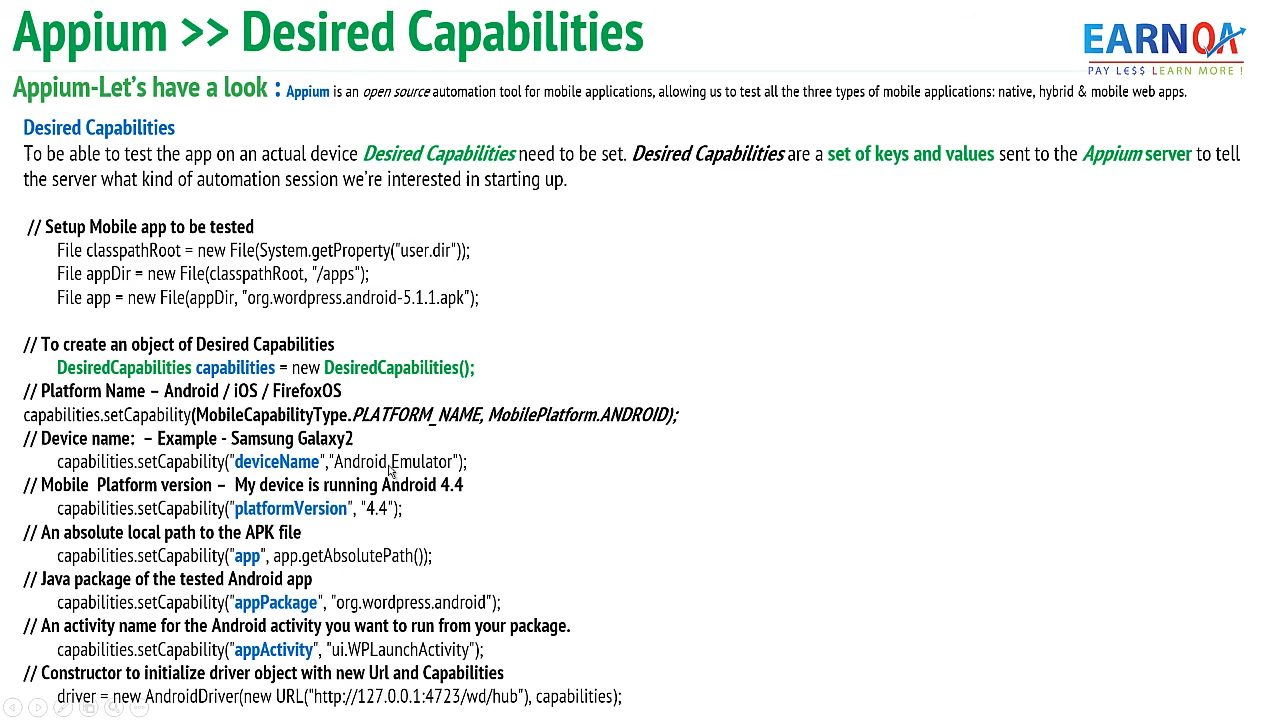 Appium >> Desired Capabilities
EARNQA
PAY LE$$ LEARN MORE !
Appium-Let's have a look : Appium is an open source automation tool for mobile applications, allowing us to test all the three types of mobile applications: native, hybrid & mobile web apps.
Desired Capabilities
To be able to test the app on an actual device Desired Capabilities need to be set. Desired Capabilities are a set of keys and values sent to the Appium server to tell
the server what kind of automation session we're interested in starting up.
// Setup Mobile app to be tested
File classpathRoot = new File(System.getProperty("user.dir"));
File appDir = new File(classpathRoot, "/apps");
File app = new File(appDir, "org.wordpress.android-5.1.1.apk");
// To create an object of Desired Capabilities
DesiredCapabilities capabilities = new DesiredCapabilities();
// Platform Name – Android / iOS / FirefoxOS
capabilities.setCapability(MobileCapabilityType.PLATFORM_NAME, MobilePlatform.ANDROID);
// Device name:  – Example - Samsung Galaxy2
capabilities.setCapability("deviceName","Android Emulator");
// Mobile  Platform version –  My device is running Android 4.4
capabilities.setCapability("platformVersion", "4.4");
// An absolute local path to the APK file
capabilities.setCapability("app", app.getAbsolutePath());
// Java package of the tested Android app
capabilities.setCapability("appPackage", "org.wordpress.android");
// An activity name for the Android activity you want to run from your package.
capabilities.setCapability("appActivity", "ui.WPLaunchActivity");
// Constructor to initialize driver object with new Url and Capabilities
driver = new AndroidDriver(new URL("http://127.0.0.1:4723/wd/hub"), capabilities);